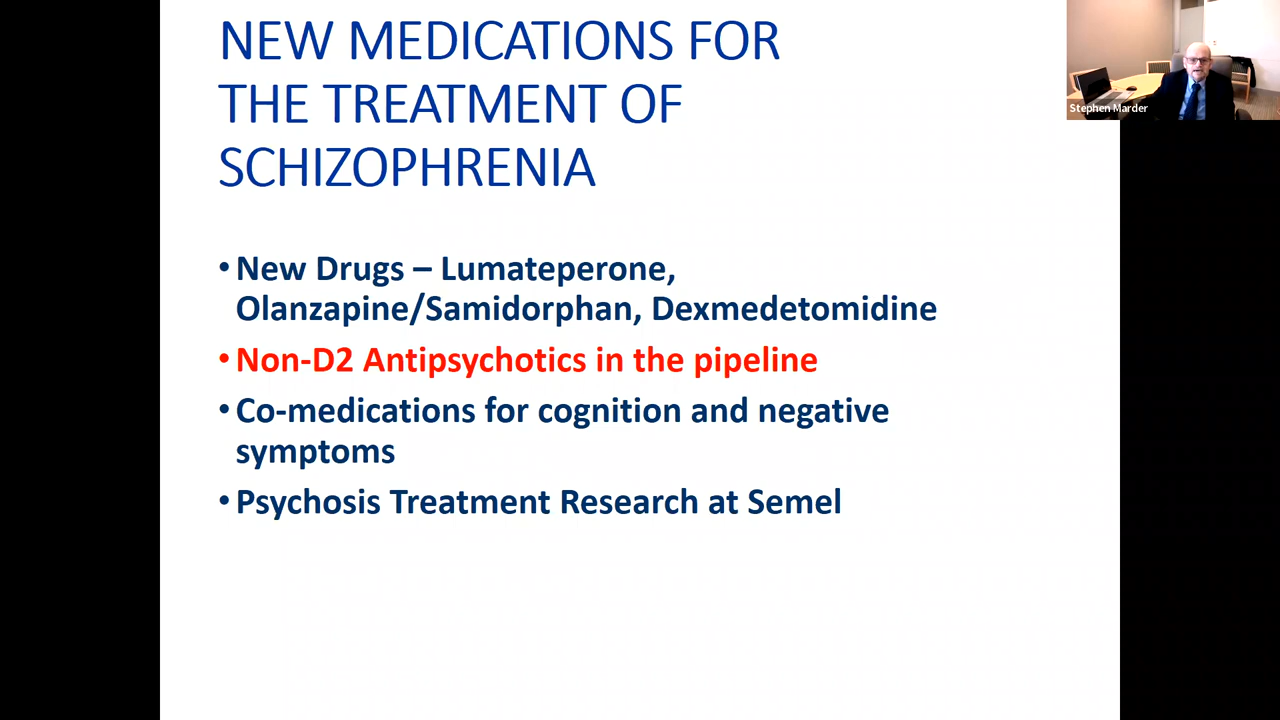 NEW MEDICATIONS FOR
THE TREATMENT OF
SCHIZOPHRENIA
Stephen Marder
• New Drugs – Lumateperone,
Olanzapine/Samidorphan, Dexmedetomidine
• Non-D2 Antipsychotics in the pipeline
• Co-medications for cognition and negative
symptoms
• Psychosis Treatment Research at Semel